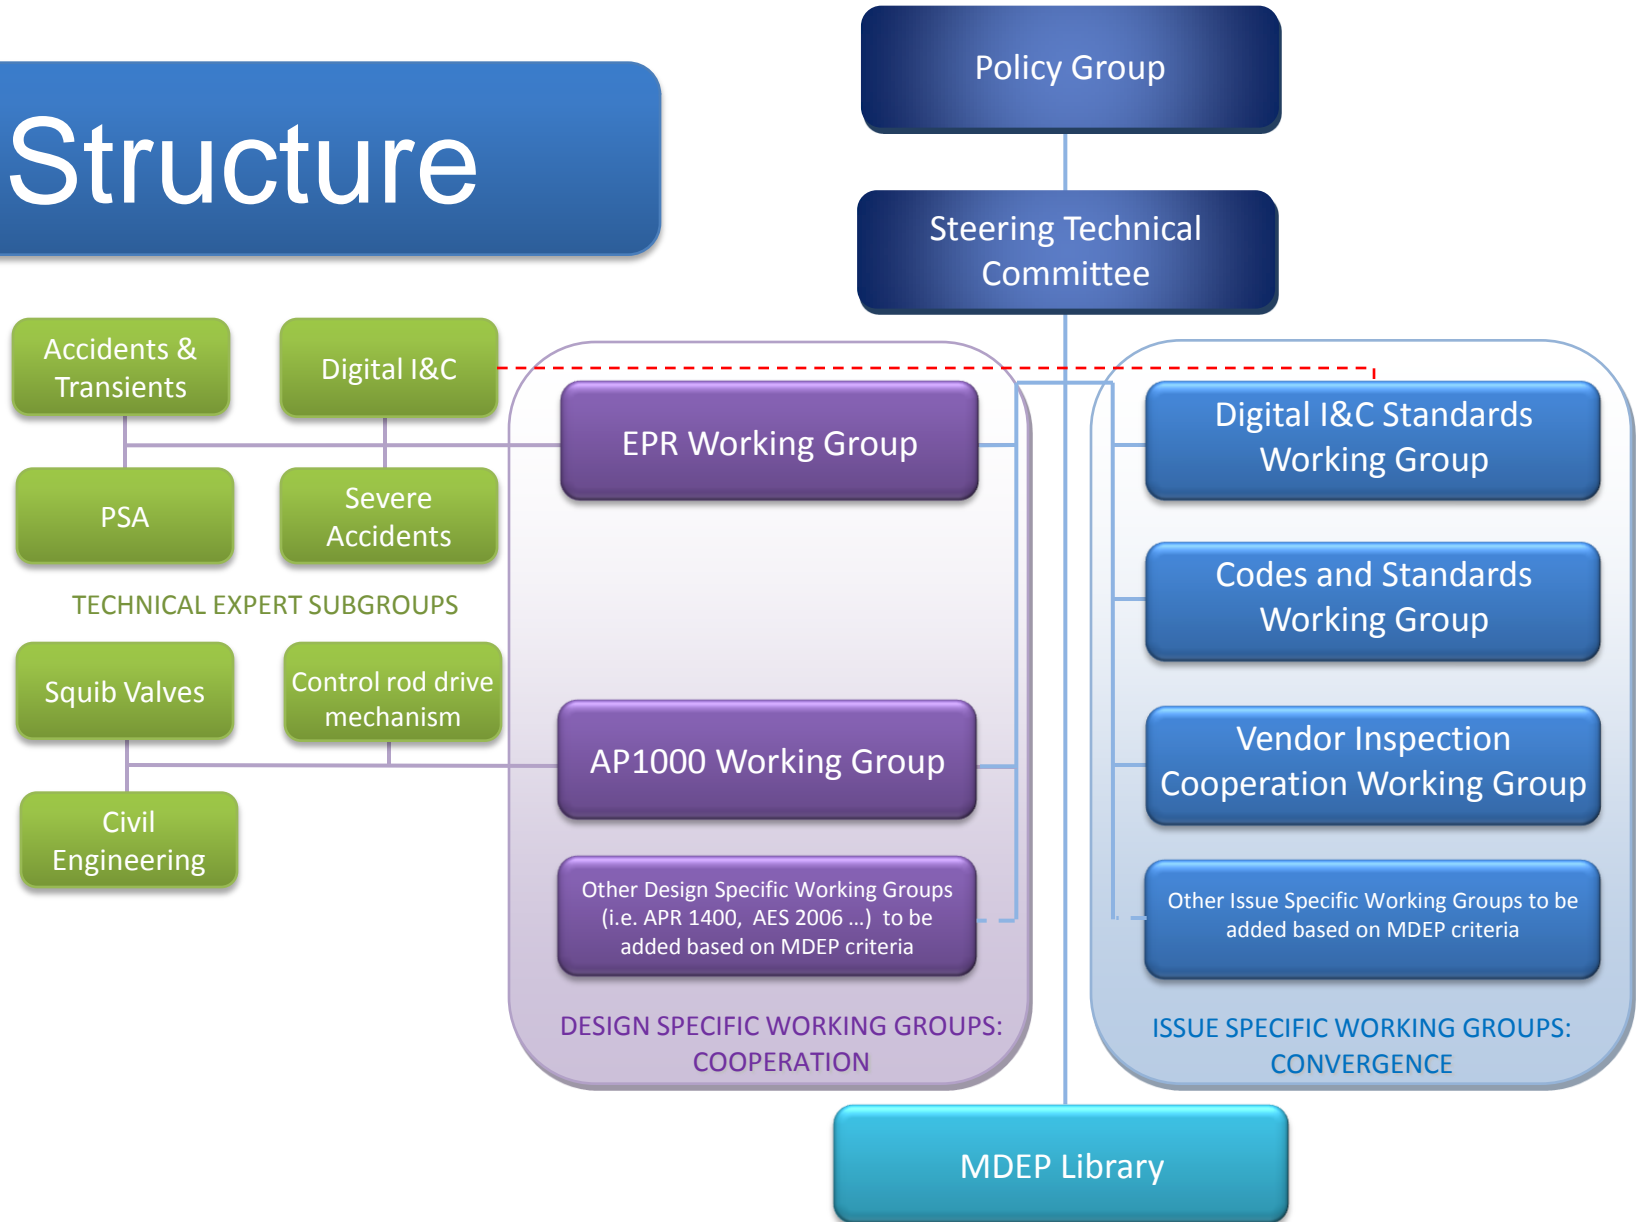 Structure
Policy Group
Steering Technical
Committee
Accidents &
Transients
Digital I&C
PSA
Severe
Accidents
TECHNICAL EXPERT SUBGROUPS
Squib Valves
Control rod drive
mechanism
Civil
Engineering
EPR Working Group
AP1000 Working Group
Other Design Specific Working Groups
(i.e. APR 1400, AES 2006 ...) to be
added based on MDEP criteria
DESIGN SPECIFIC WORKING GROUPS:
COOPERATION
Digital I&C Standards
Working Group
Codes and Standards
Working Group
Vendor Inspection
Cooperation Working Group
Other Issue Specific Working Groups to be
added based on MDEP criteria
ISSUE SPECIFIC WORKING GROUPS:
CONVERGENCE
MDEP Library